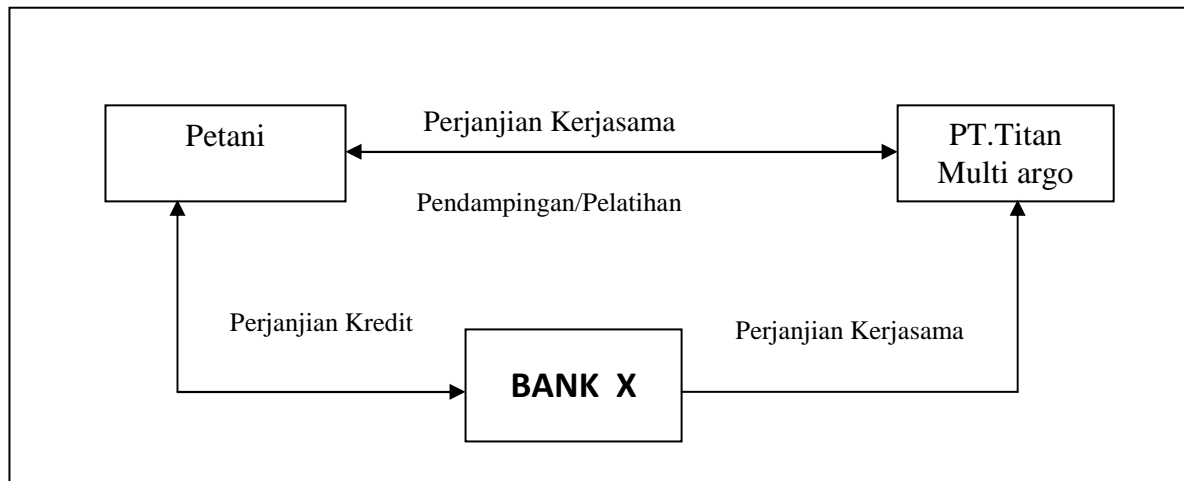 Petani
Perjanjian Kerjasama
PT.Titan
Multi argo
Pendampingan/Pelatihan
Perjanjian Kredit
BANK X
Perjanjian Kerjasama